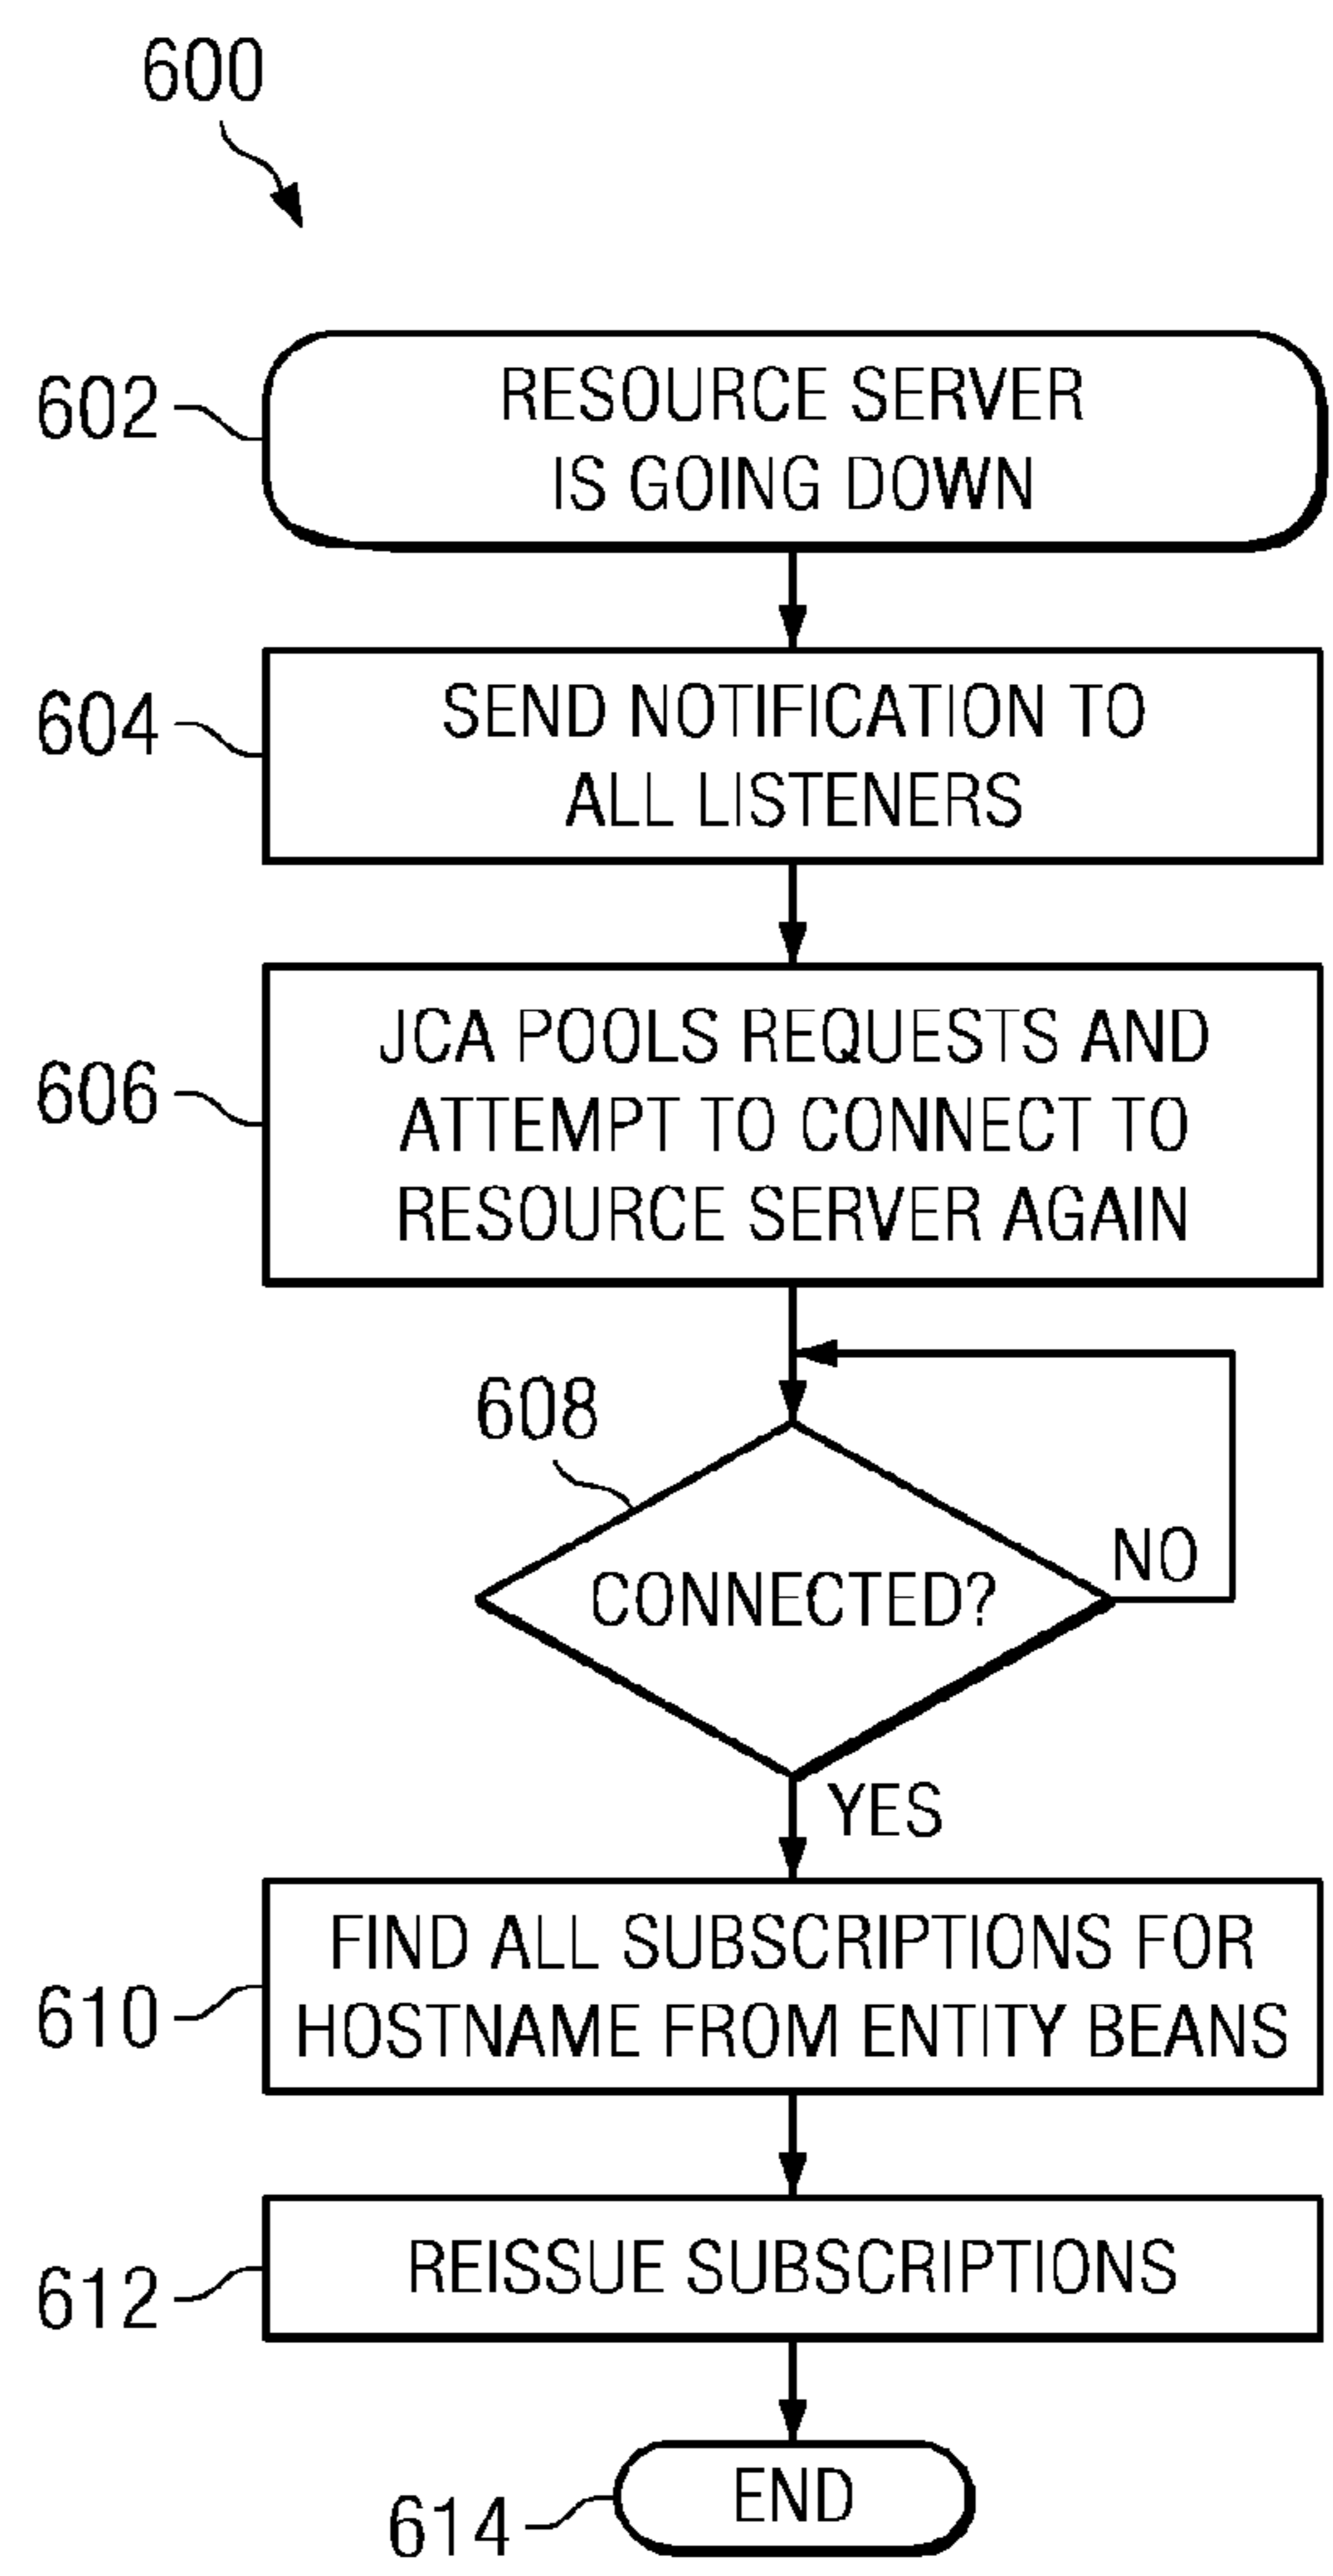 600
602
RESOURCE SERVER
IS GOING DOWN
604
SEND NOTIFICATION TO
ALL LISTENERS
606
JCA POOLS REQUESTS AND
ATTEMPT TO CONNECT TO
RESOURCE SERVER AGAIN
608
CONNECTED?
NO
YES
610
FIND ALL SUBSCRIPTIONS FOR
HOSTNAME FROM ENTITY BEANS
612
REISSUE SUBSCRIPTIONS
614
END